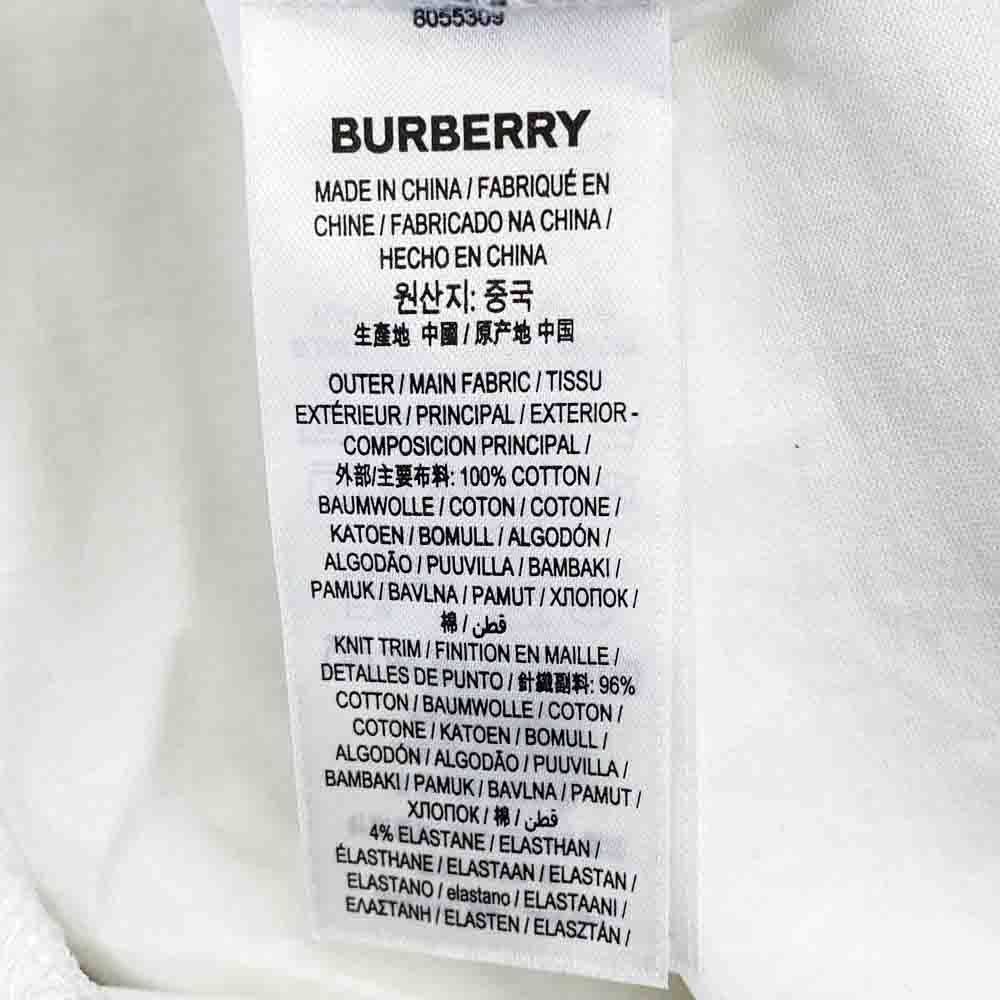 8055309
BURBERRY
MADE IN CHINA / FABRIQUÉ EN
CHINE / FABRICADO NA CHINA /
HECHO EN CHINA
원산지: 중국
生產地 中國 / 原产地 中国
OUTER / MAIN FABRIC / TISSU
EXTÉRIEUR / PRINCIPAL / EXTERIOR -
COMPOSICION PRINCIPAL /
外部/主要布料: 100% COTTON /
BAUMWOLLE / COTON / COTONE /
KATOEN / BOMULL / ALGODÓN /
ALGODÃO / PUUVILLA / BAMBAKI /
PAMUK / BAVLNA / PAMUT / ХЛОПОК /
棉 / قطن
KNIT TRIM / FINITION EN MAILLE /
DETALLES DE PUNTO / 針織副料: 96%
COTTON / BAUMWOLLE / COTON /
COTONE / KATOEN / BOMULL /
ALGODÓN / ALGODÃO / PUUVILLA /
BAMBAKI / PAMUK / BAVLNA / PAMUT /
ХЛОПОК / 棉 / قطن
4% ELASTANE / ELASTHAN /
ÉLASTHANE / ELASTAAN / ELASTAN /
ELASTANO / elastano / ELASTAANI /
ΕΛΑΣΤΑΝΗ / ELASTEN / ELASZTÁN /